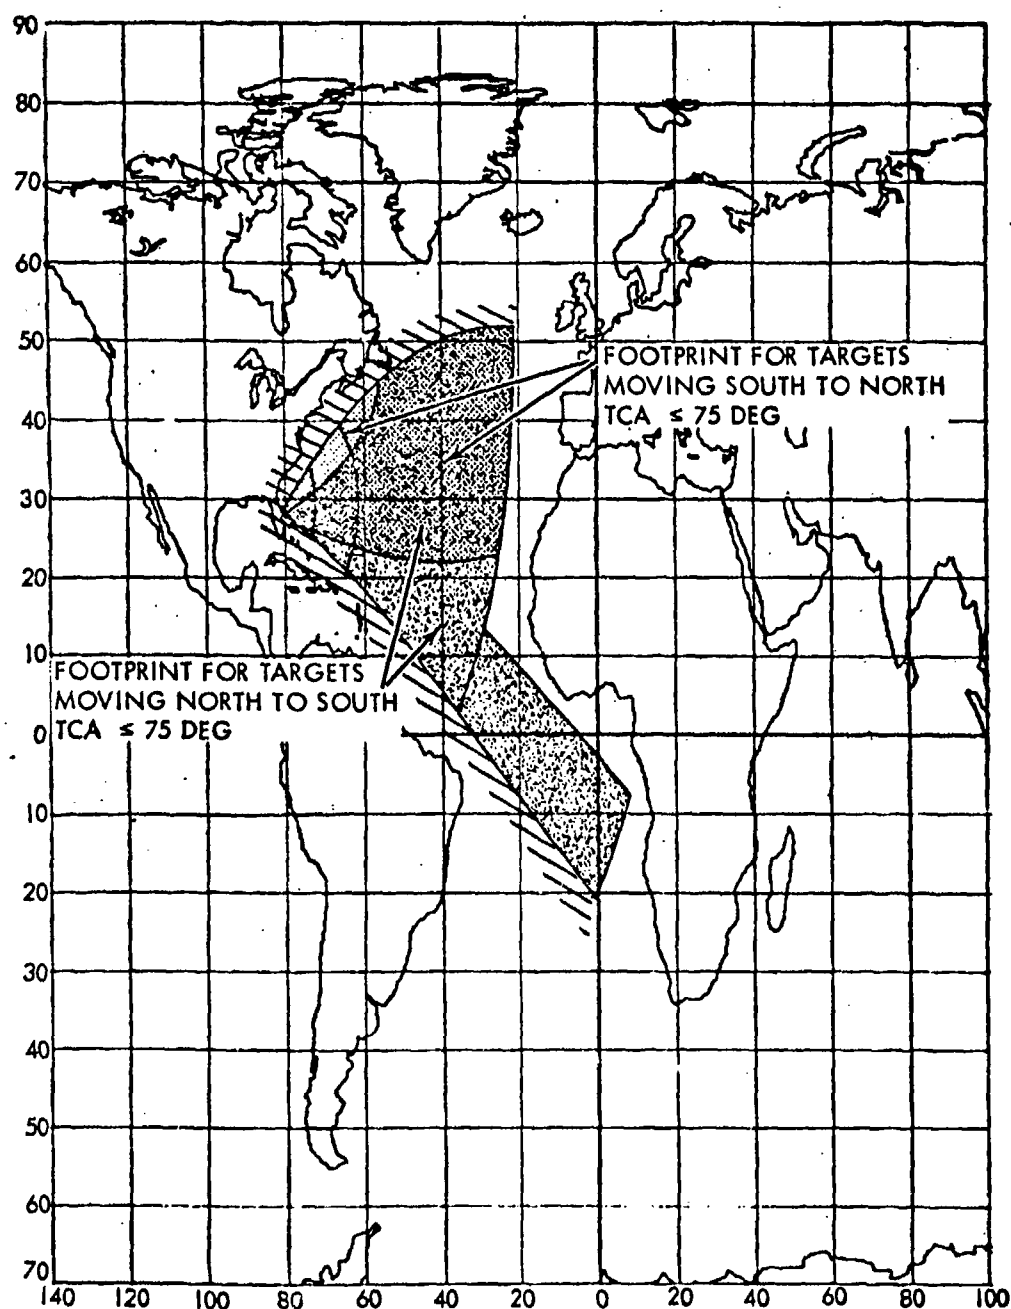 90
80
70
60
50
FOOTPRINT FOR TARGETS
MOVING SOUTH TO NORTH
TCA ≤ 75 DEG
40
30
20
10
FOOTPRINT FOR TARGETS
MOVING NORTH TO SOUTH
TCA ≤ 75 DEG
0
10
20
30
40
50
60
70
140 120 100 80 60 40 20 0 20 40 60 80 100